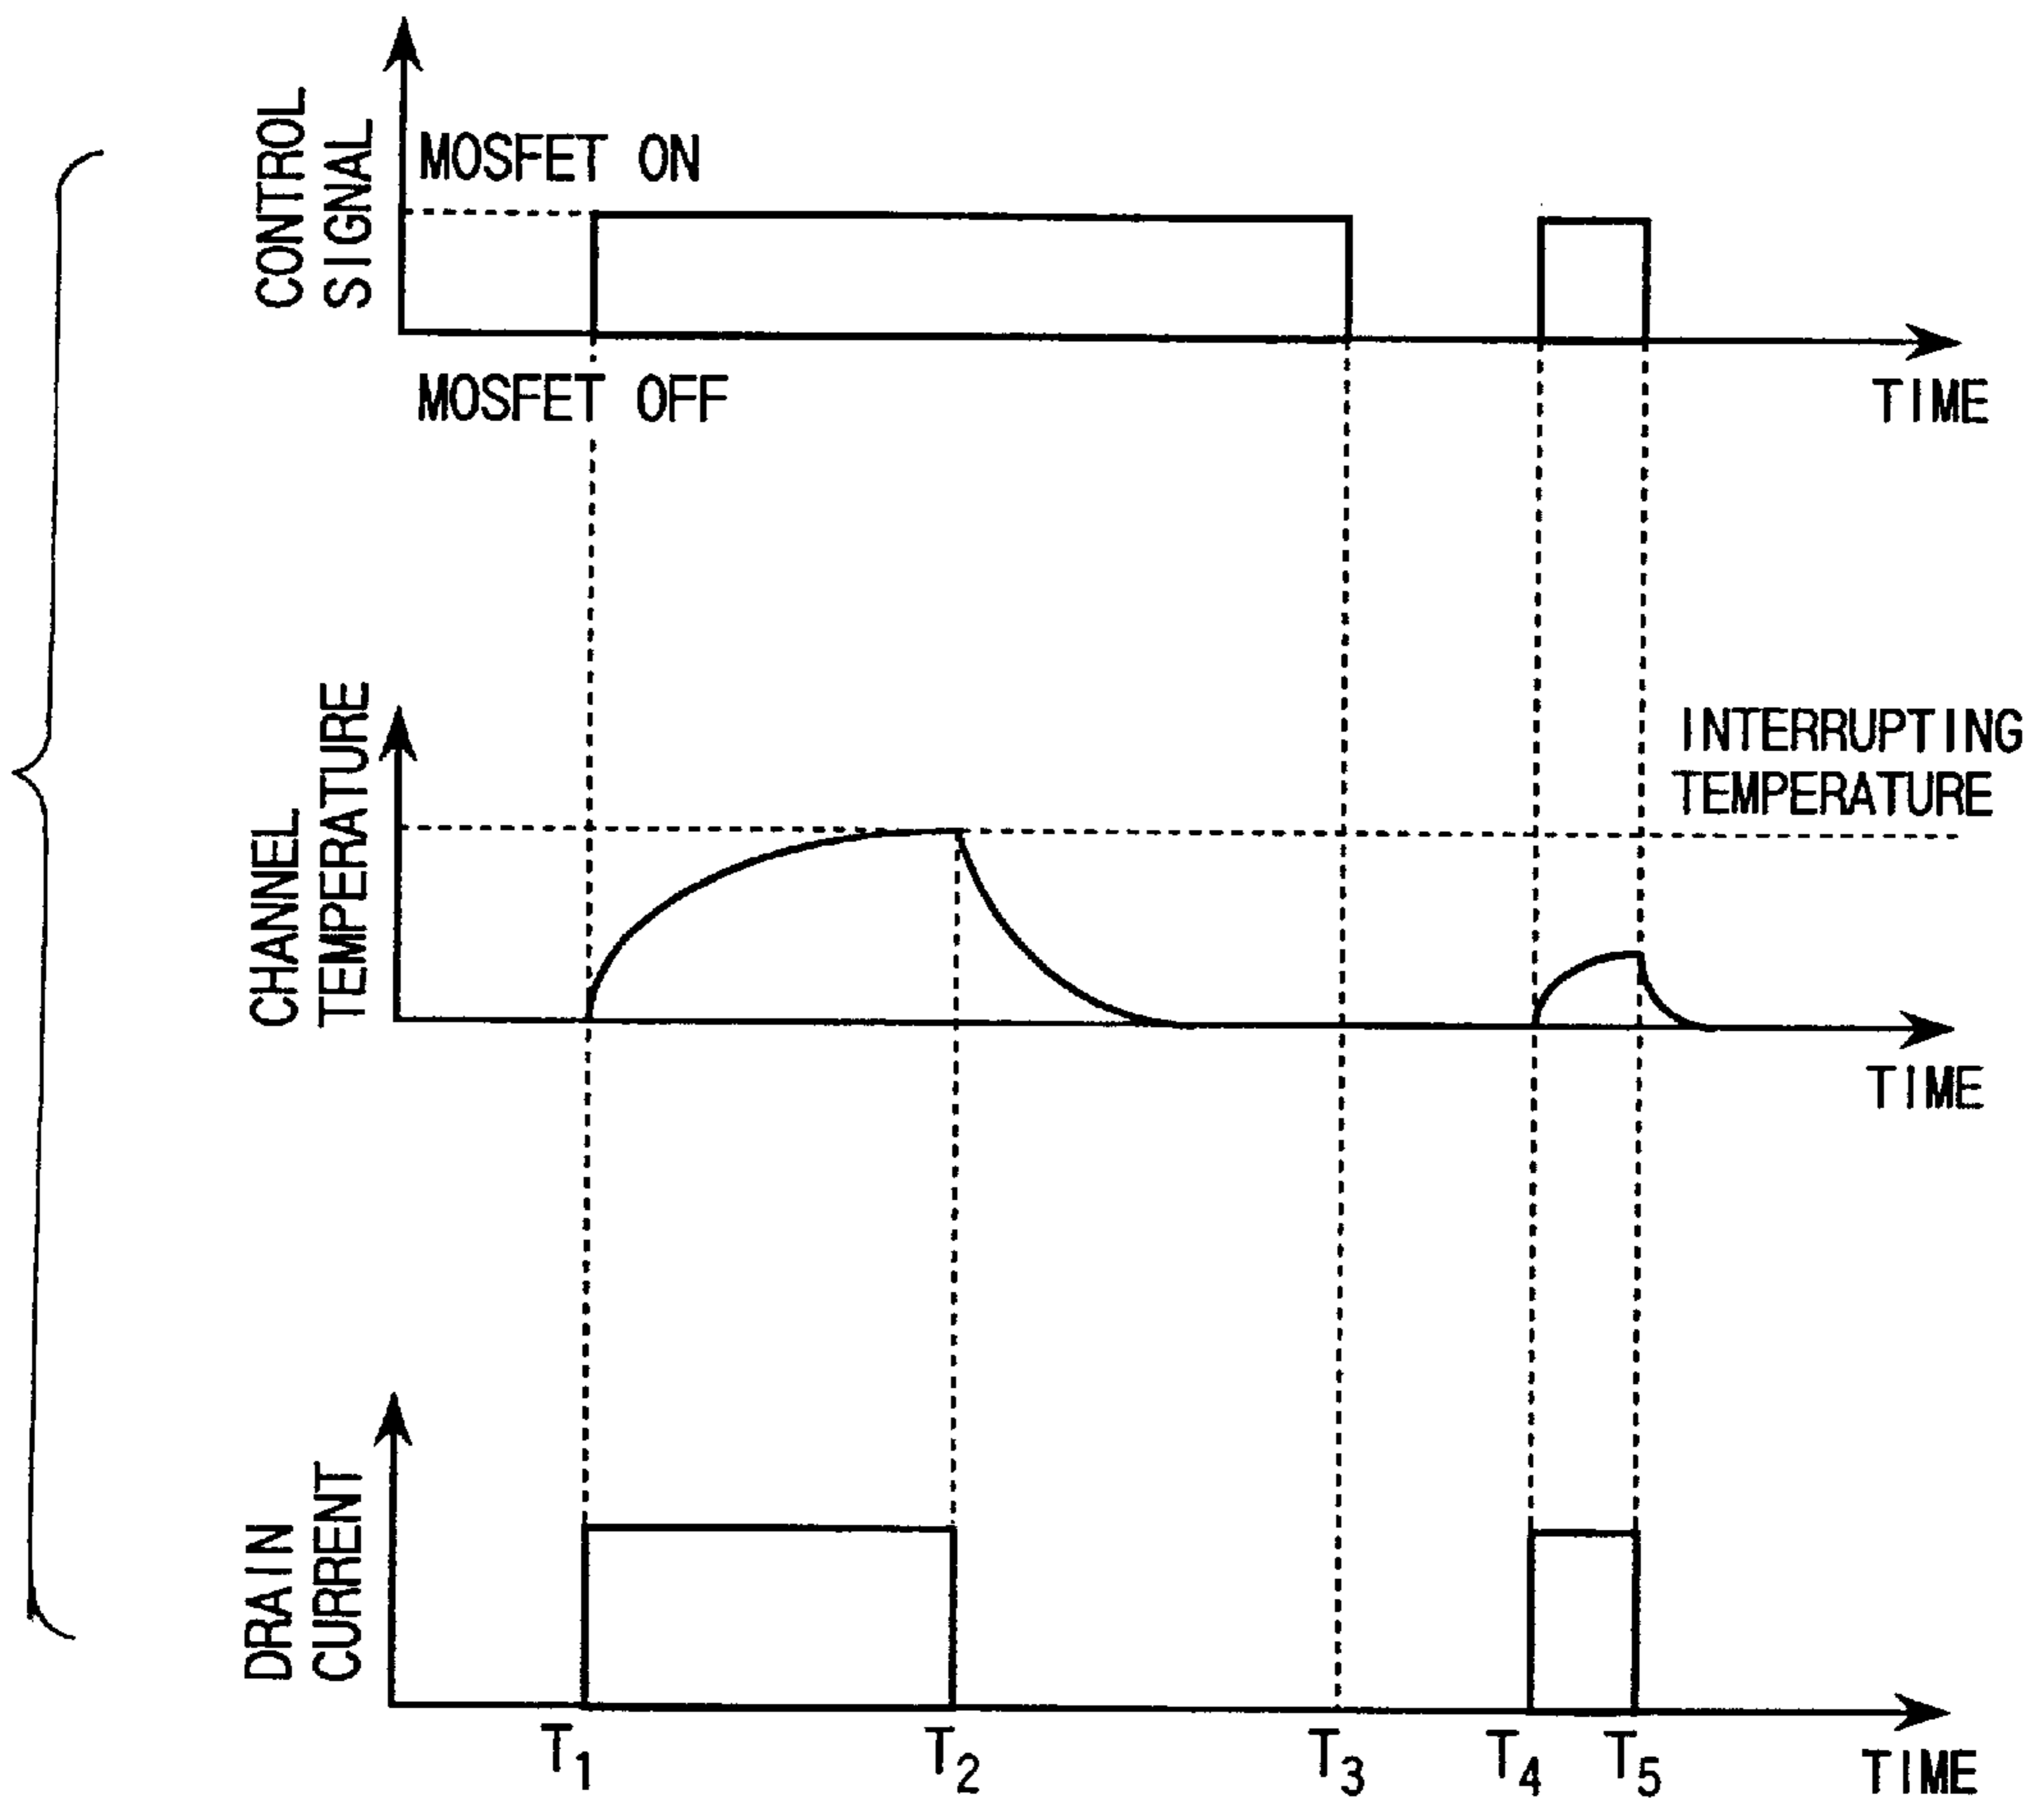 CONTROL
SIGNAL
MOSFET ON
MOSFET OFF
TIME
CHANNEL
TEMPERATURE
INTERRUPTING
TEMPERATURE
TIME
DRAIN
CURRENT
T1 T2 T3 T4 T5
TIME